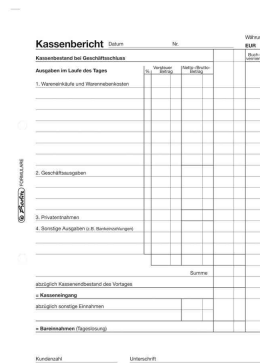 Währun
Kassenbericht Datum Nr. EUR
Kassenbestand bei Geschäftsschluss
Ausgaben im Laufe des Tages % Vorsteuer-Betrag Netto-/Brutto-Betrag
1. Wareneinkäufe und Warennebenkosten
2. Geschäftsausgaben
3. Privatentnahmen
4. Sonstige Ausgaben (z.B. Bankeinzahlungen)
Summe
abzüglich Kassenendbestand des Vortages
= Kasseneingang
abzüglich sonstige Einnahmen
= Bareinnahmen (Tageslosung)
Kundenzahl Unterschrift
FORMULARE